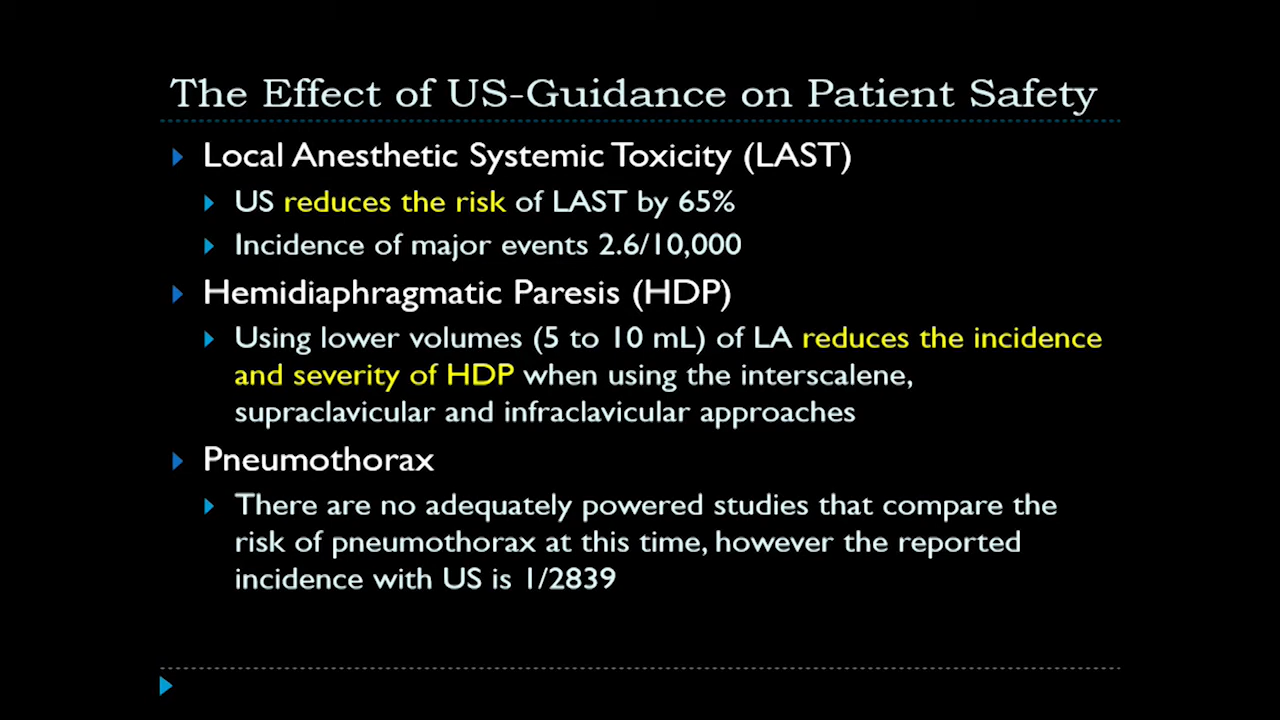 The Effect of US-Guidance on Patient Safety
Local Anesthetic Systemic Toxicity (LAST)
US reduces the risk of LAST by 65%
Incidence of major events 2.6/10,000
Hemidiaphragmatic Paresis (HDP)
Using lower volumes (5 to 10 mL) of LA reduces the incidence
and severity of HDP when using the interscalene,
supraclavicular and infraclavicular approaches
Pneumothorax
There are no adequately powered studies that compare the
risk of pneumothorax at this time, however the reported
incidence with US is 1/2839